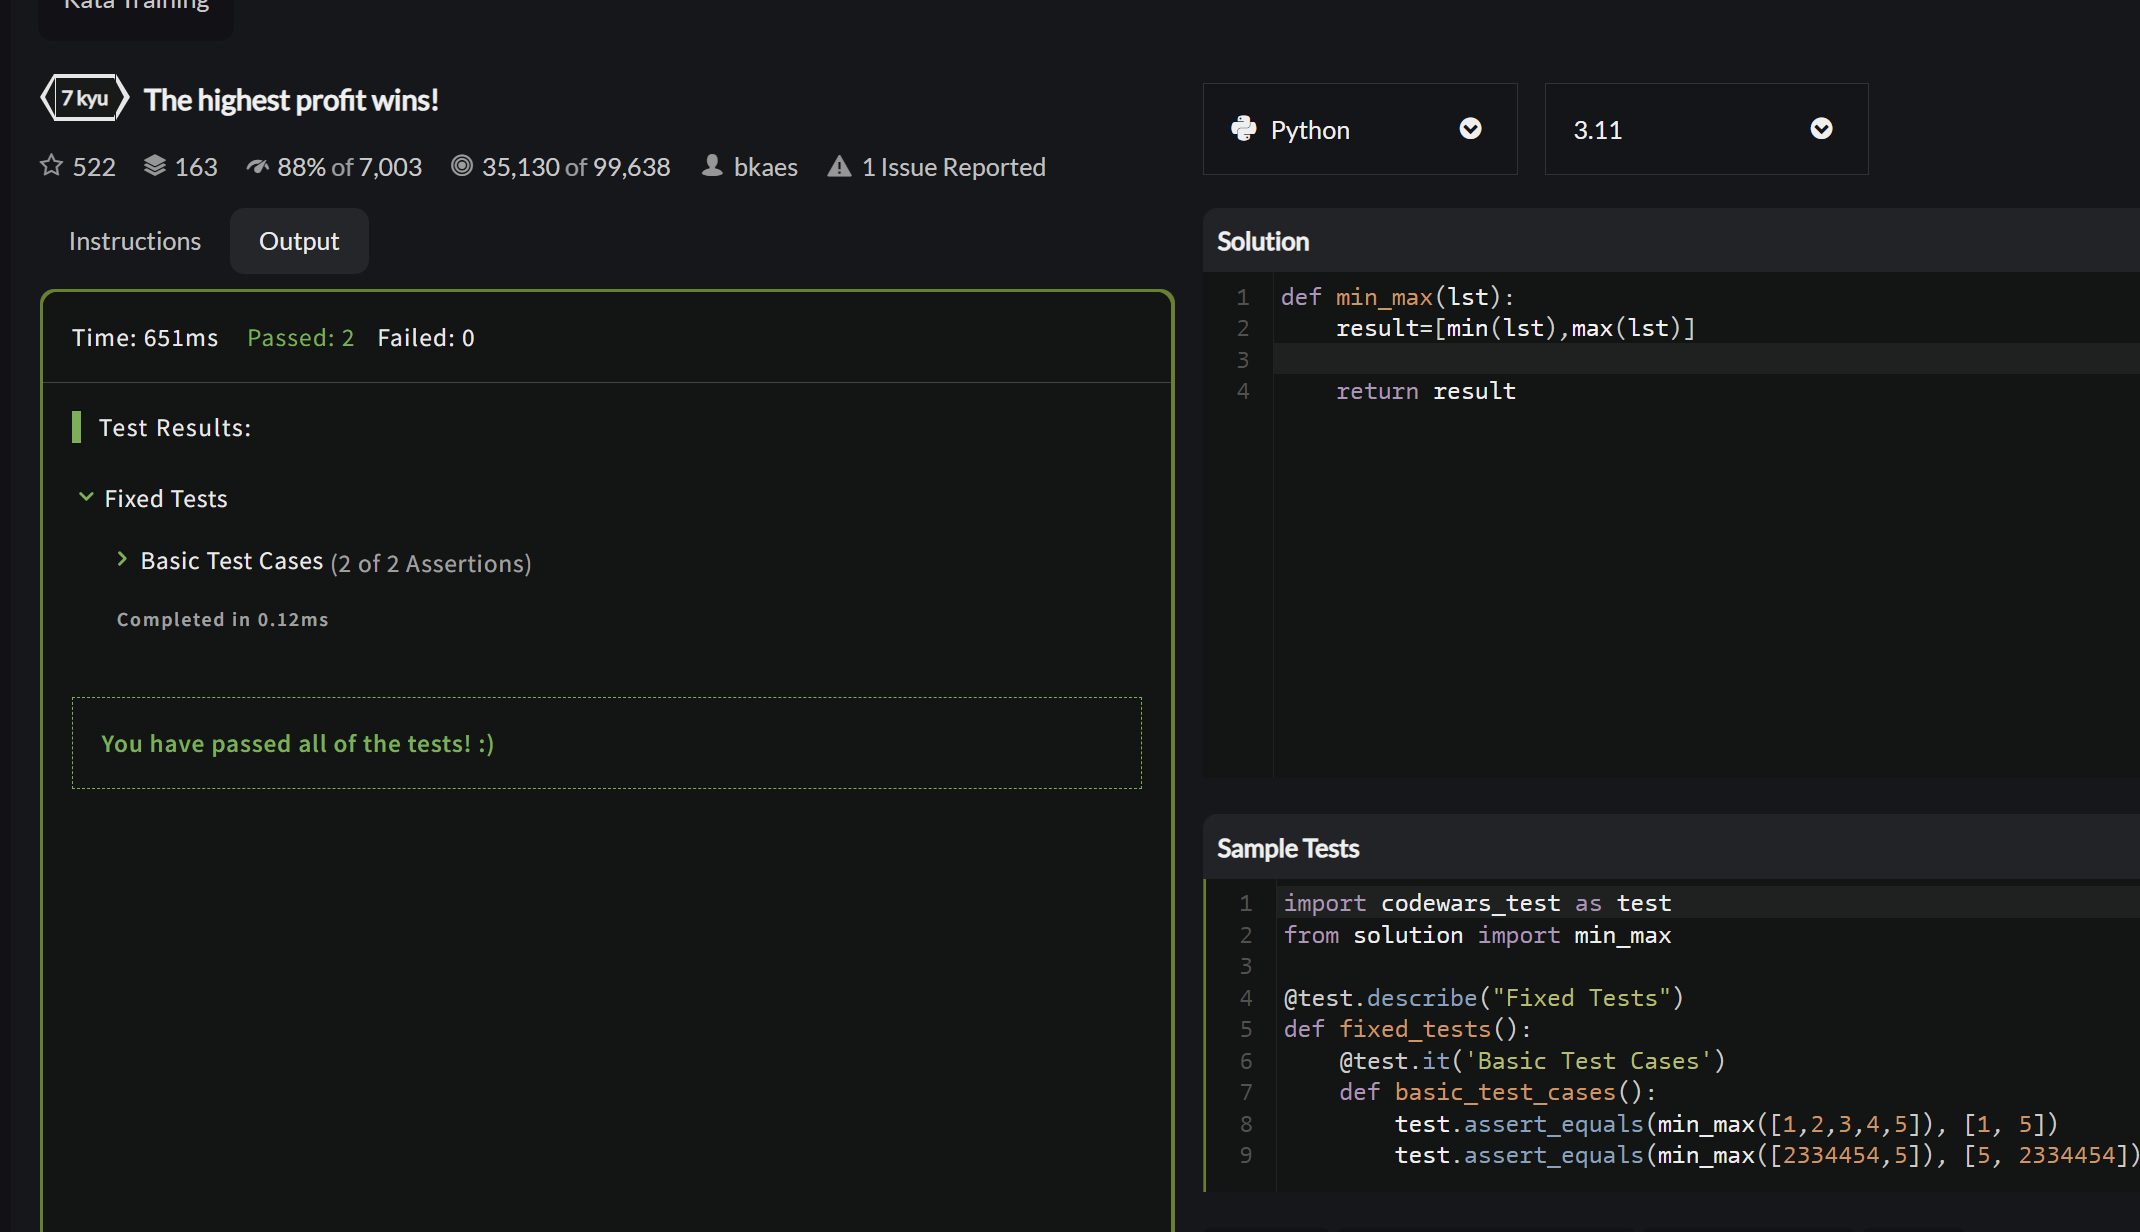 Kata Training
7 kyu The highest profit wins!
522 163 88% of 7,003 35,130 of 99,638 bkaes 1 Issue Reported
Instructions Output
Time: 651ms Passed: 2 Failed: 0
Test Results:
Fixed Tests
Basic Test Cases (2 of 2 Assertions)
Completed in 0.12ms
You have passed all of the tests! :)
Python 3.11
Solution
1 def min_max(lst):
2     result=[min(lst),max(lst)]
3
4     return result
Sample Tests
1 import codewars_test as test
2 from solution import min_max
3
4 @test.describe("Fixed Tests")
5 def fixed_tests():
6     @test.it('Basic Test Cases')
7     def basic_test_cases():
8         test.assert_equals(min_max([1,2,3,4,5]), [1, 5])
9         test.assert_equals(min_max([2334454,5]), [5, 2334454])